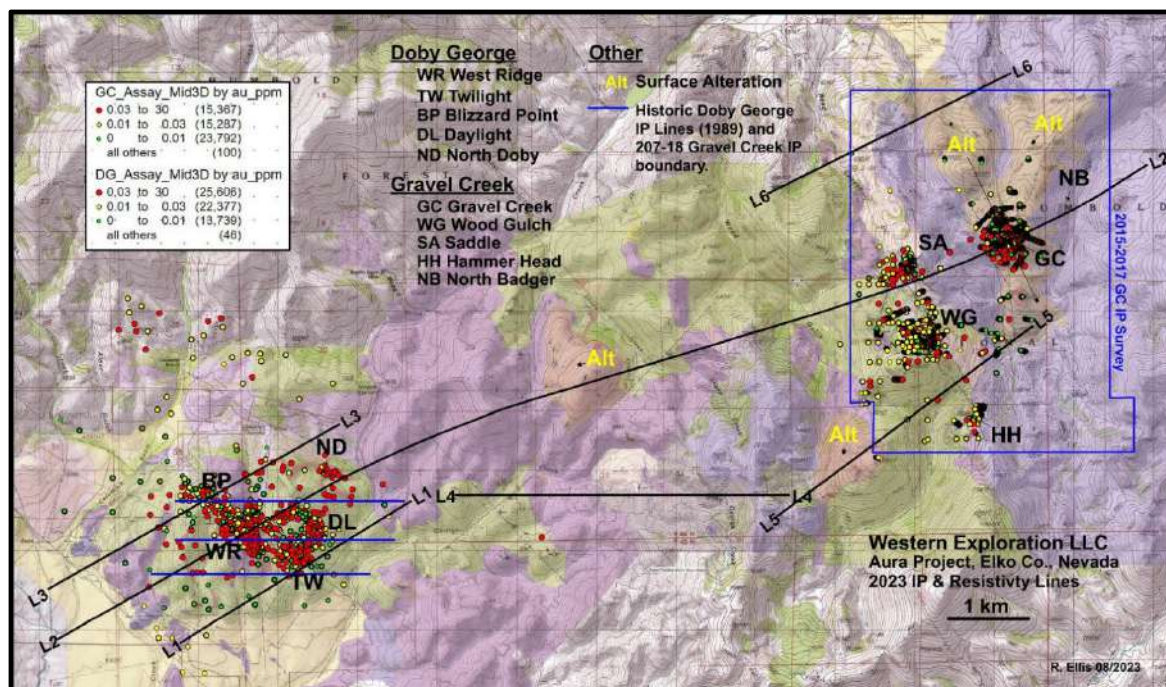 GC_Assay_Mid3D by au_ppm
0.03 to 30 (15,367)
0.01 to 0.03 (15,287)
0 to 0.01 (23,792)
all others (100)
DG_Assay_Mid3D by au_ppm
0.03 to 30 (25,606)
0.01 to 0.03 (22,377)
0 to 0.01 (13,739)
all others (46)
Doby George
WR West Ridge
TW Twilight
BP Blizzard Point
DL Daylight
ND North Doby
Gravel Creek
GC Gravel Creek
WG Wood Gulch
SA Saddle
HH Hammer Head
NB North Badger
Other
Alt Surface Alteration
Historic Doby George
IP Lines (1989) and
207-18 Gravel Creek IP
boundary.
L6
L6
L2
Alt
Alt
NB
SA
GC
WG
L5
2015-2017 GC IP Survey
Alt
Alt
HH
L3
ND
BP
L1
L4
L4
L5
DL
WR
TW
L3
L2
L1
FOREST
Western Exploration LLC
Aura Project, Elko Co., Nevada
2023 IP & Resistivty Lines
1 km
R. Ellis 08/2023